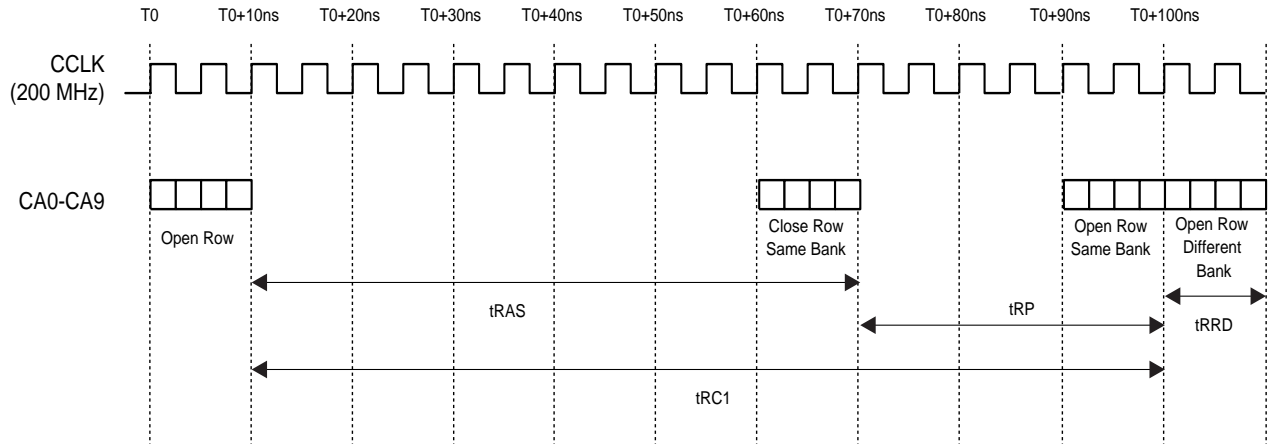 T0 T0+10ns T0+20ns T0+30ns T0+40ns T0+50ns T0+60ns T0+70ns T0+80ns T0+90ns T0+100ns
CCLK
(200 MHz)
CA0-CA9
Open Row
Close Row
Same Bank
Open Row
Same Bank
Open Row
Different
Bank
tRAS
tRP
tRRD
tRC1